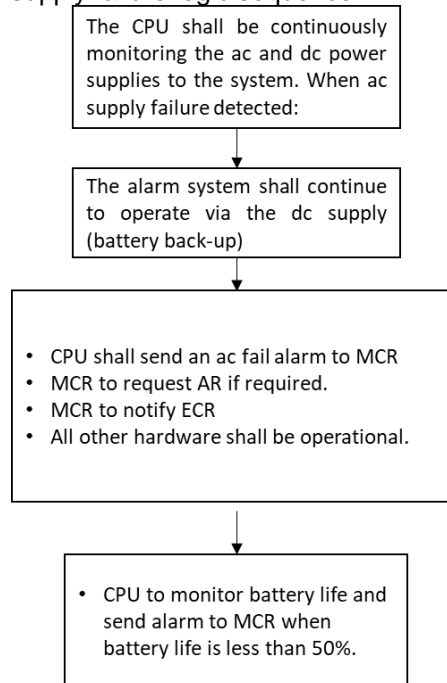 The CPU shall be continuously
monitoring the ac and dc power
supplies to the system. When ac
supply failure detected:
The alarm system shall continue
to operate via the dc supply
(battery back-up)
• CPU shall send an ac fail alarm to MCR
• MCR to request AR if required.
• MCR to notify ECR
• All other hardware shall be operational.
• CPU to monitor battery life and
send alarm to MCR when
battery life is less than 50%.